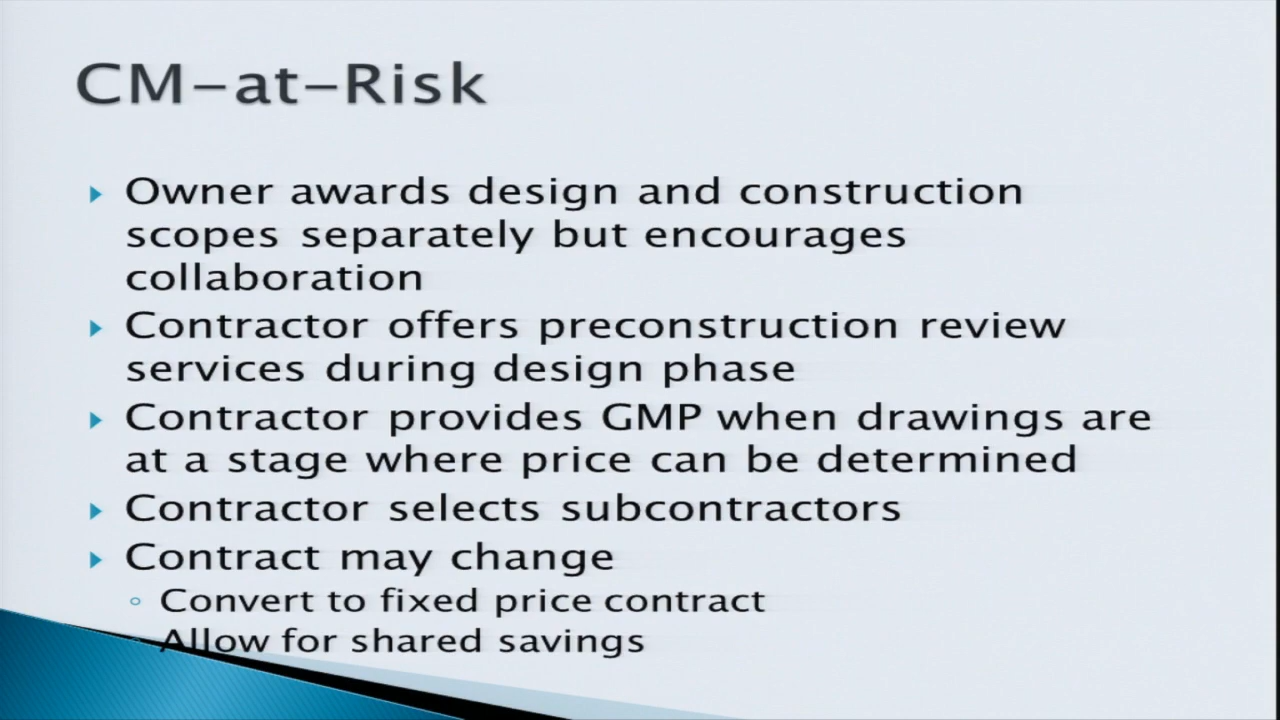 CM-at-Risk
Owner awards design and construction
scopes separately but encourages
collaboration
Contractor offers preconstruction review
services during design phase
Contractor provides GMP when drawings are
at a stage where price can be determined
Contractor selects subcontractors
Contract may change
Convert to fixed price contract
Allow for shared savings